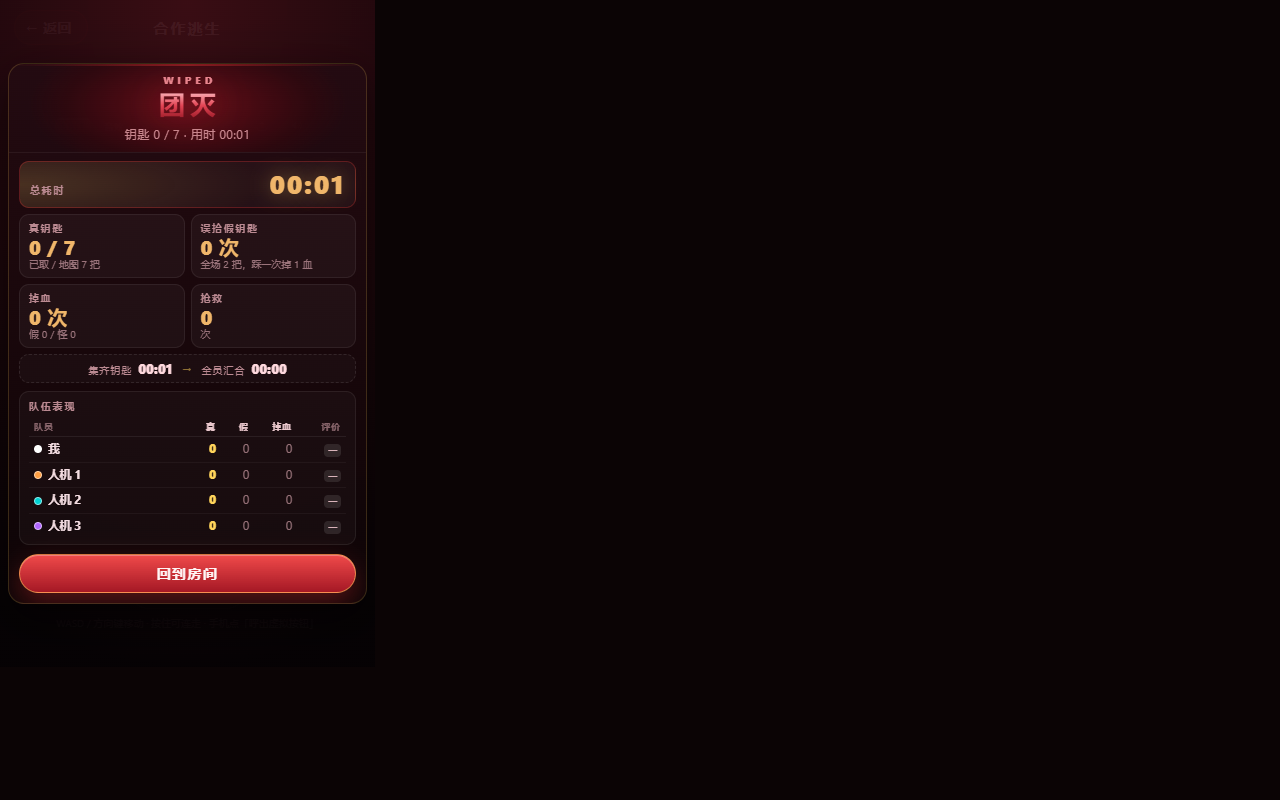 ← 返回 合作逃生
WIPED
团灭
钥匙 0 / 7 · 用时 00:01
总耗时 00:01
真钥匙
0 / 7
已取 / 地图 7 把
误拾假钥匙
0 次
全场 2 把，踩一次掉 1 血
掉血
0 次
假 0 / 怪 0
抢救
0
次
集齐钥匙 00:01 → 全员汇合 00:00
队伍表现
队员 真 假 掉血 评价
我 0 0 0 —
人机 1 0 0 0 —
人机 2 0 0 0 —
人机 3 0 0 0 —
回到房间